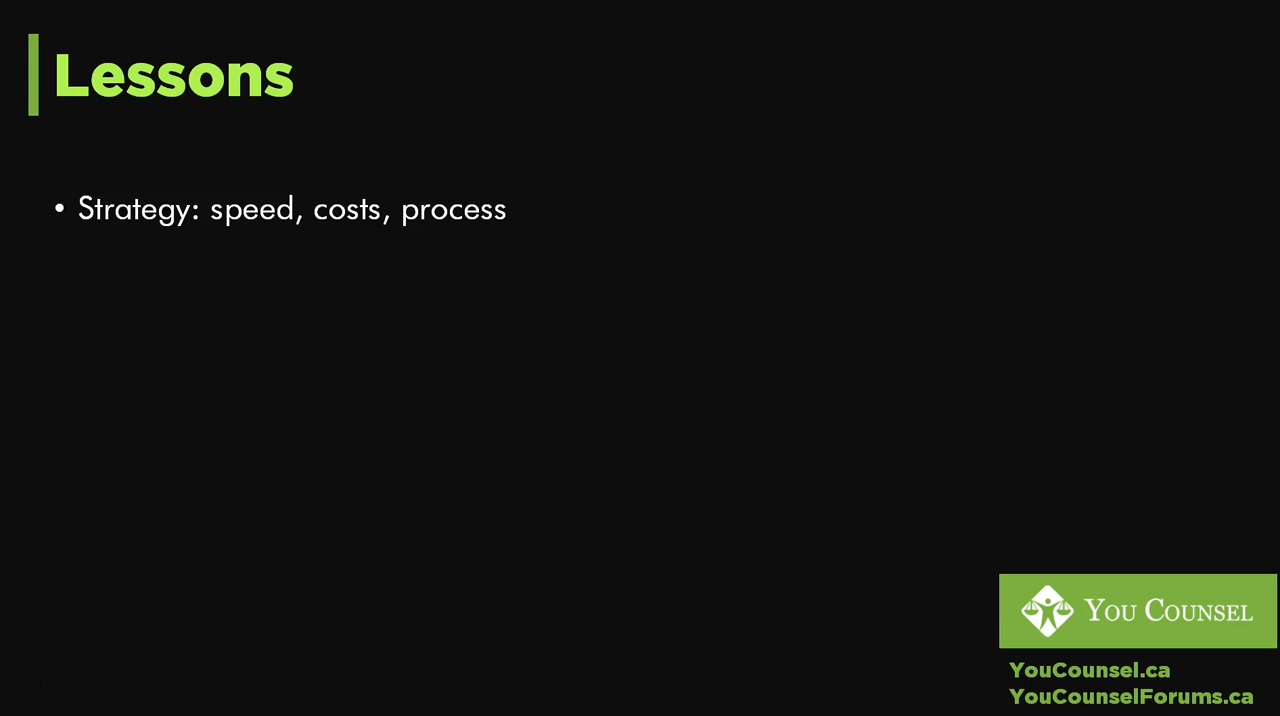 Lessons
• Strategy: speed, costs, process
You Counsel
YouCounsel.ca
YouCounselForums.ca